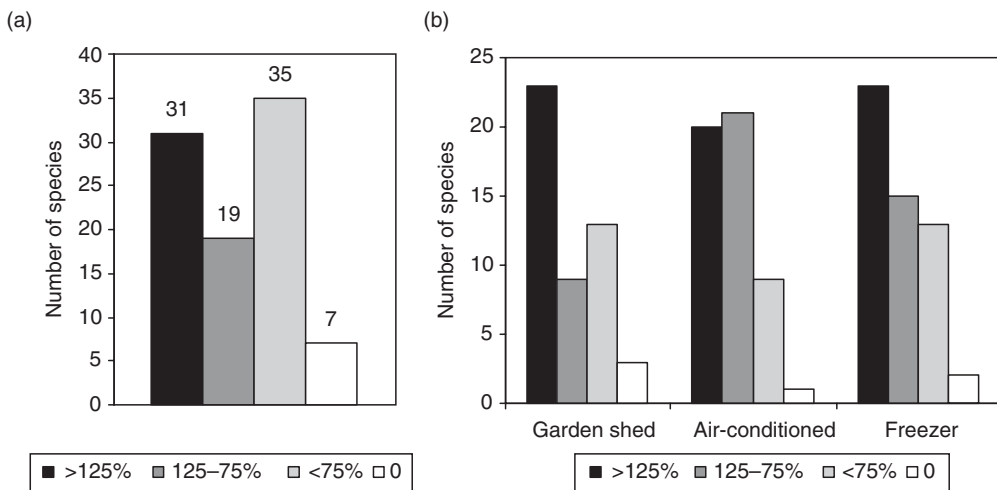 (a)
Number of species
40
35
30
25
20
15
10
5
0
31
19
35
7
>125% 125–75% <75% 0
(b)
Number of species
25
20
15
10
5
0
Garden shed Air-conditioned Freezer
>125% 125–75% <75% 0